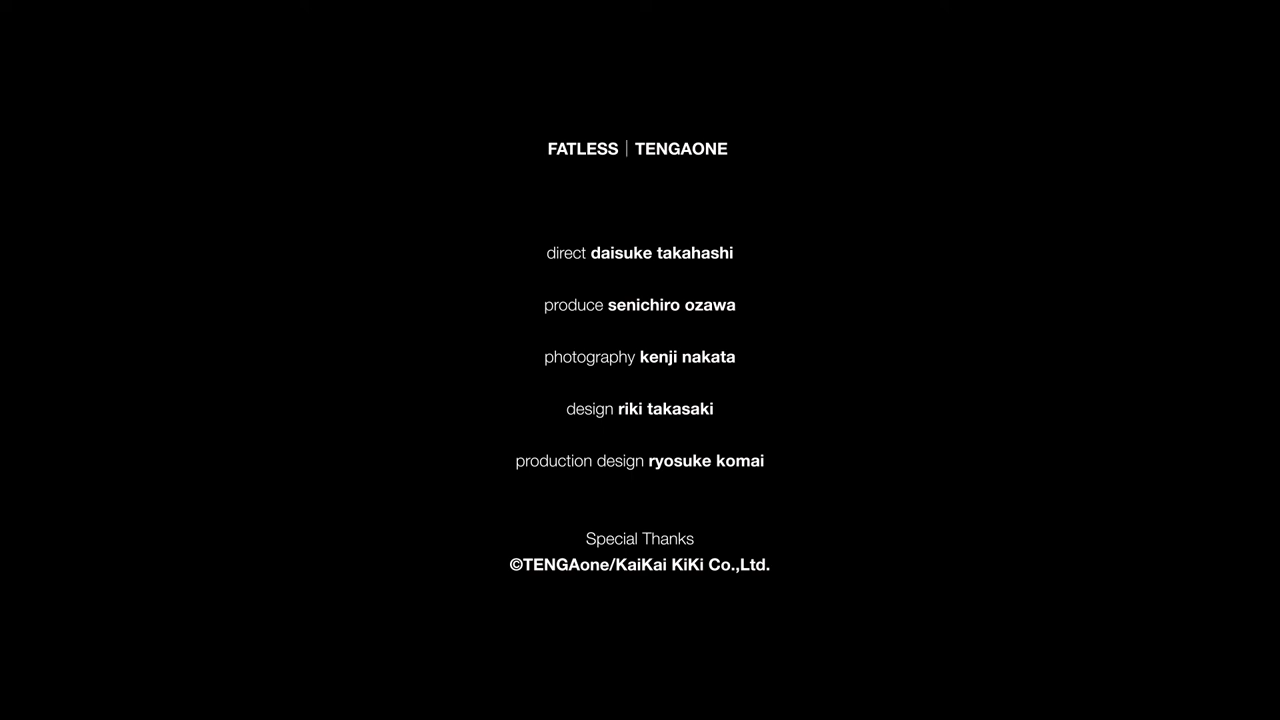 FATLESS | TENGAONE
direct daisuke takahashi
produce senichiro ozawa
photography kenji nakata
design riki takasaki
production design ryosuke komai
Special Thanks
©TENGAone/KaiKai KiKi Co.,Ltd.